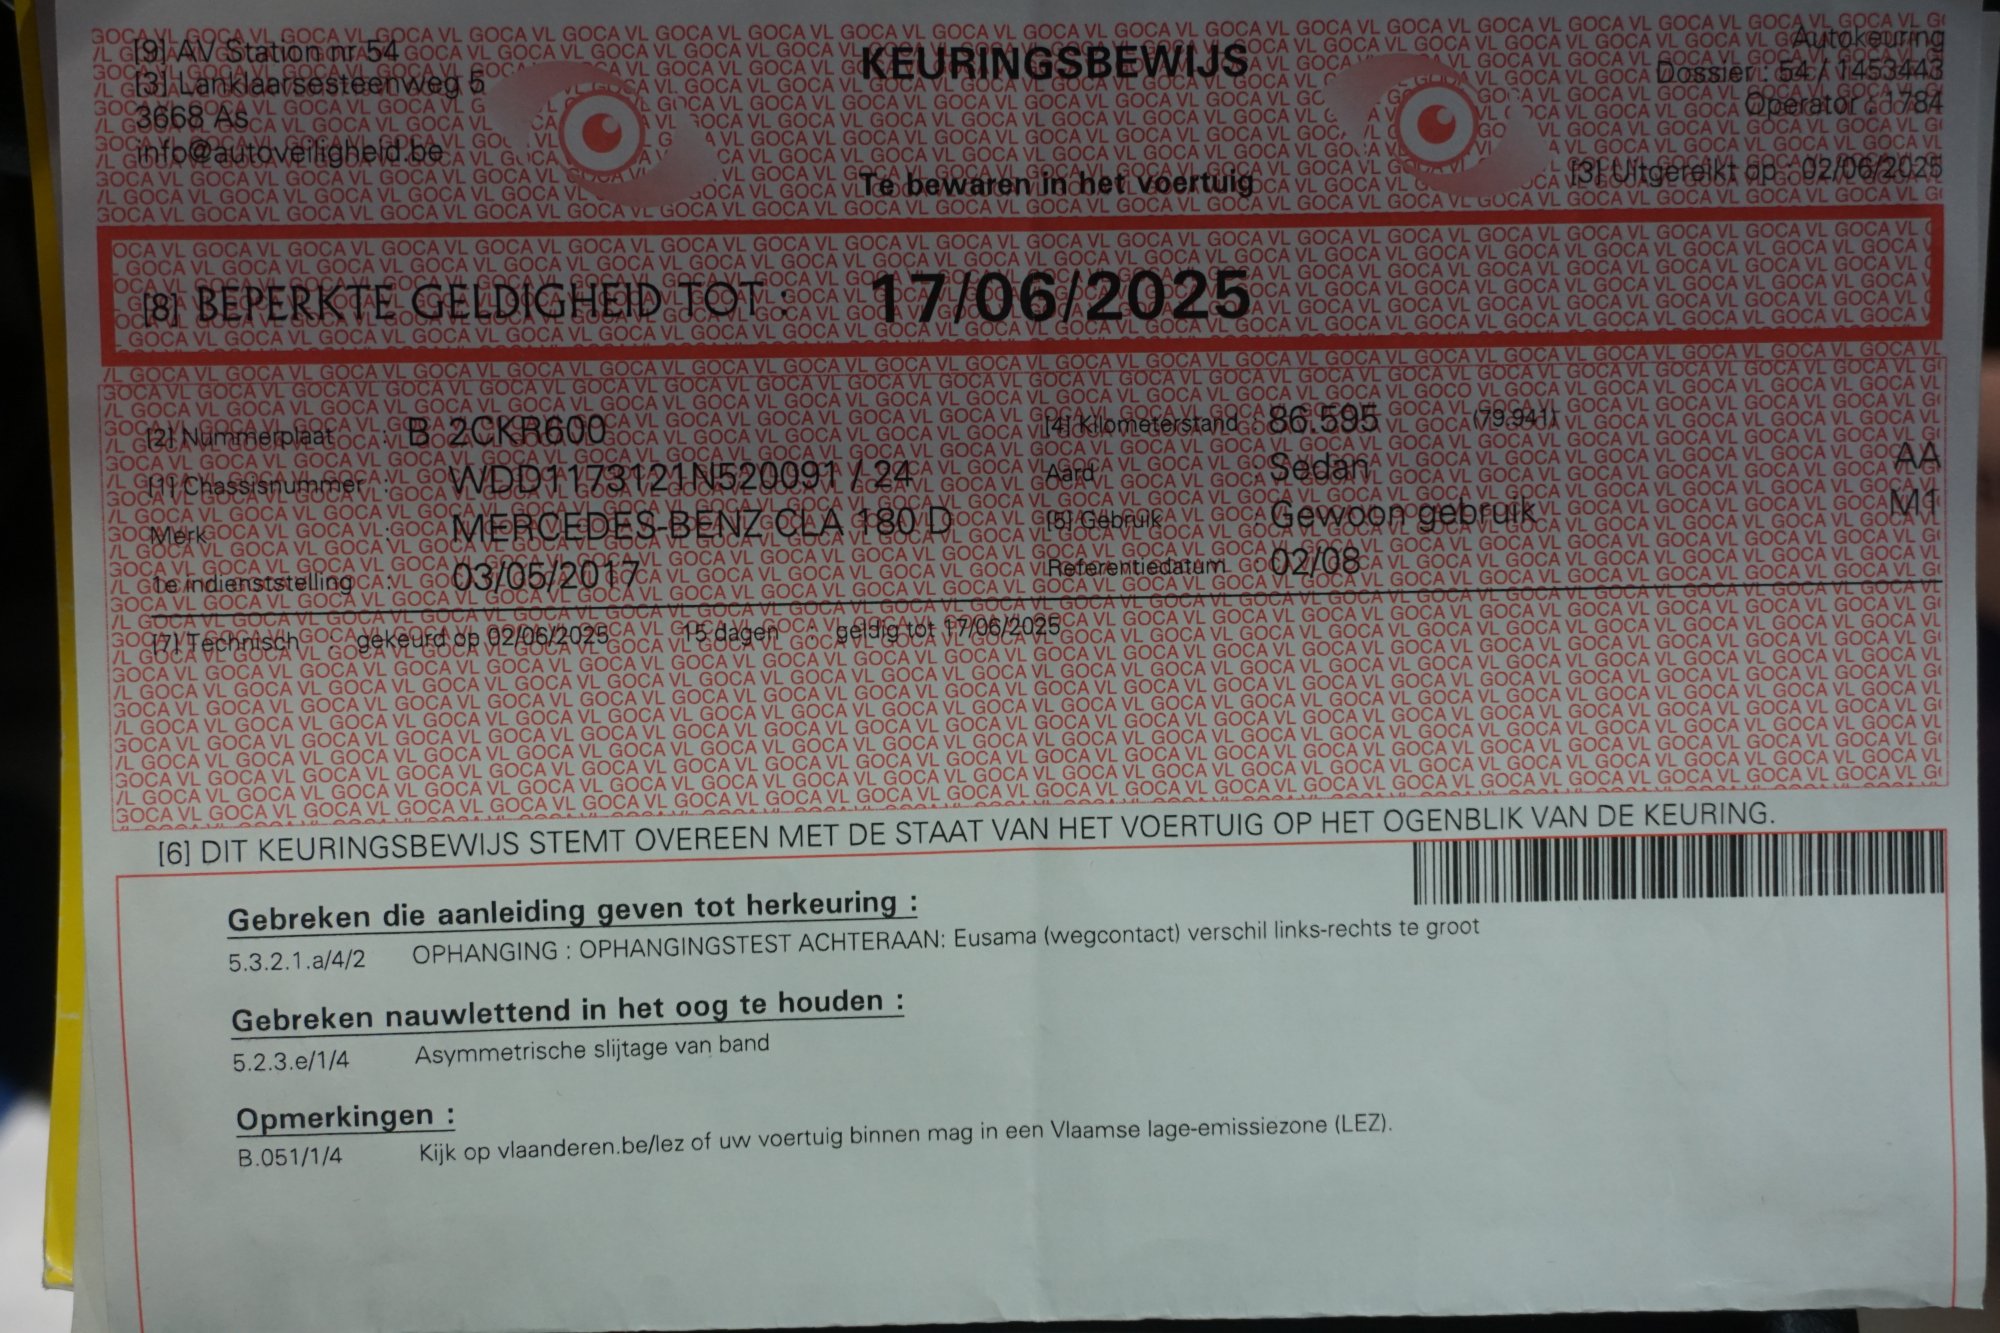 [9] AV Station nr 54
[3] Lanklaarsesteenweg 5
3668 As
info@autoveiligheid.be
KEURINGSBEWIJS
Te bewaren in het voertuig
Autokeuring
Dossier : 54 / 1453443
Operator : 1784
[3] Uitgereikt op : 02/06/2025
[8] BEPERKTE GELDIGHEID TOT : 17/06/2025
[2] Nummerplaat : B 2CKR600
[1] Chassisnummer : WDD1173121N520091 / 24
Merk : MERCEDES-BENZ CLA 180 D
1e indienststelling : 03/05/2017
[4] Kilometerstand : 86.595 (79.941)
Aard : Sedan AA
[5] Gebruik : Gewoon gebruik M1
Referentiedatum : 02/08
[7] Technisch : gekeurd op 02/06/2025 15 dagen geldig tot 17/06/2025
[6] DIT KEURINGSBEWIJS STEMT OVEREEN MET DE STAAT VAN HET VOERTUIG OP HET OGENBLIK VAN DE KEURING.
Gebreken die aanleiding geven tot herkeuring :
5.3.2.1.a/4/2 OPHANGING : OPHANGINGSTEST ACHTERAAN: Eusama (wegcontact) verschil links-rechts te groot
Gebreken nauwlettend in het oog te houden :
5.2.3.e/1/4 Asymmetrische slijtage van band
Opmerkingen :
B.051/1/4 Kijk op vlaanderen.be/lez of uw voertuig binnen mag in een Vlaamse lage-emissiezone (LEZ).